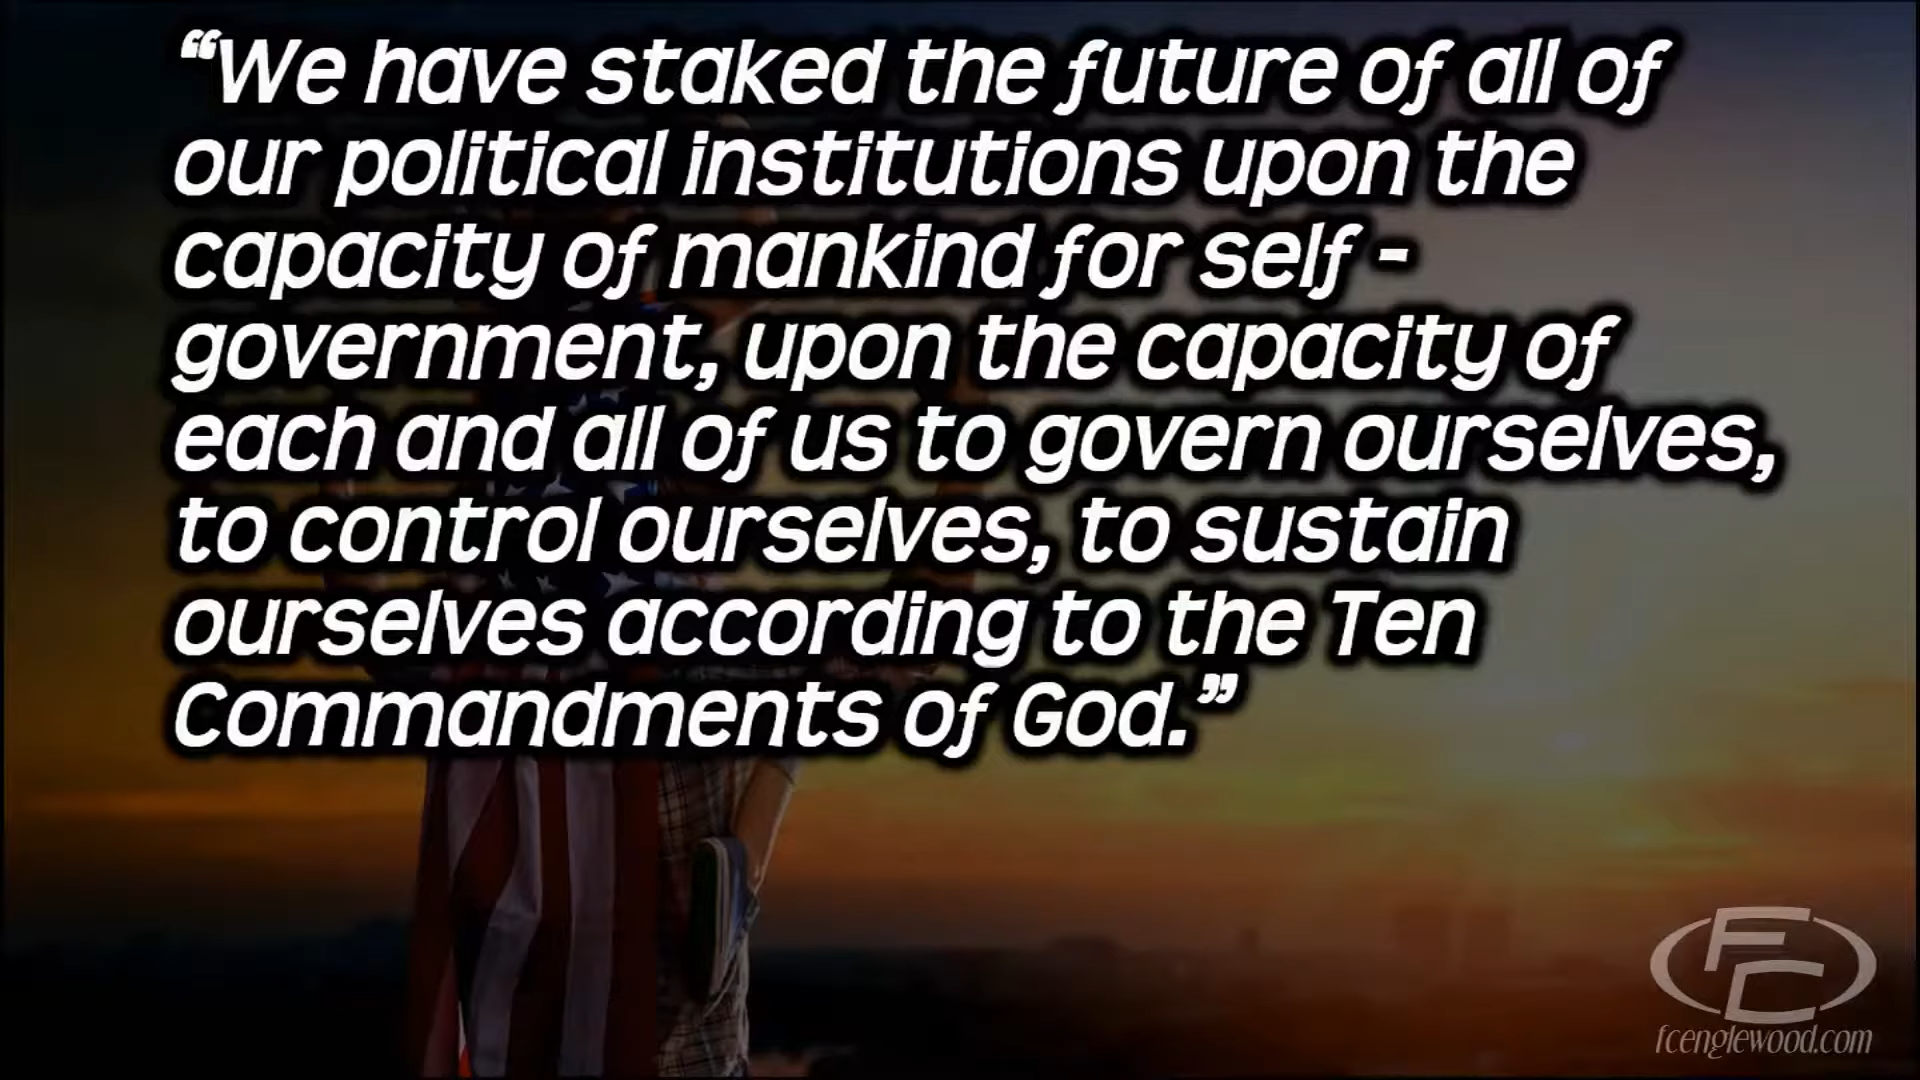 “We have staked the future of all of
our political institutions upon the
capacity of mankind for self -
government, upon the capacity of
each and all of us to govern ourselves,
to control ourselves, to sustain
ourselves according to the Ten
Commandments of God.”
FC
fcenglewood.com